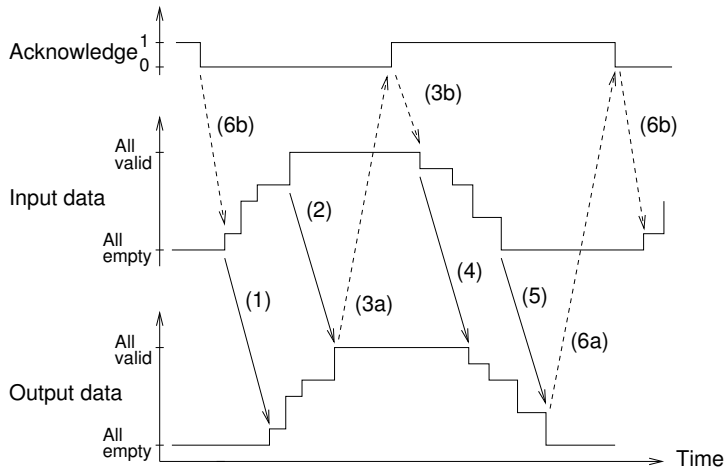 Acknowledge
1
0
(3b)
(6b)
(6b)
All
valid
Input data
(2)
All
empty
(4)
(5)
(1)
(3a)
(6a)
All
valid
Output data
All
empty
Time